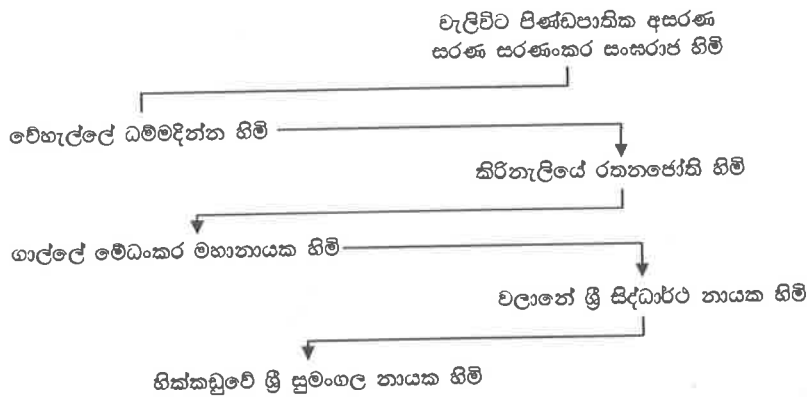 වැලිවිට පිණ්ඩපාතික අසරණ
සරණ සරණංකර සංඝරාජ හිමි
වේහැල්ලේ ධම්මදින්න හිමි
කිරිනැලියේ රතනජෝති හිමි
ගාල්ලේ මේධංකර මහානායක හිමි
වලානේ ශ්‍රී සිද්ධාර්ථ නායක හිමි
හික්කඩුවේ ශ්‍රී සුමංගල නායක හිමි